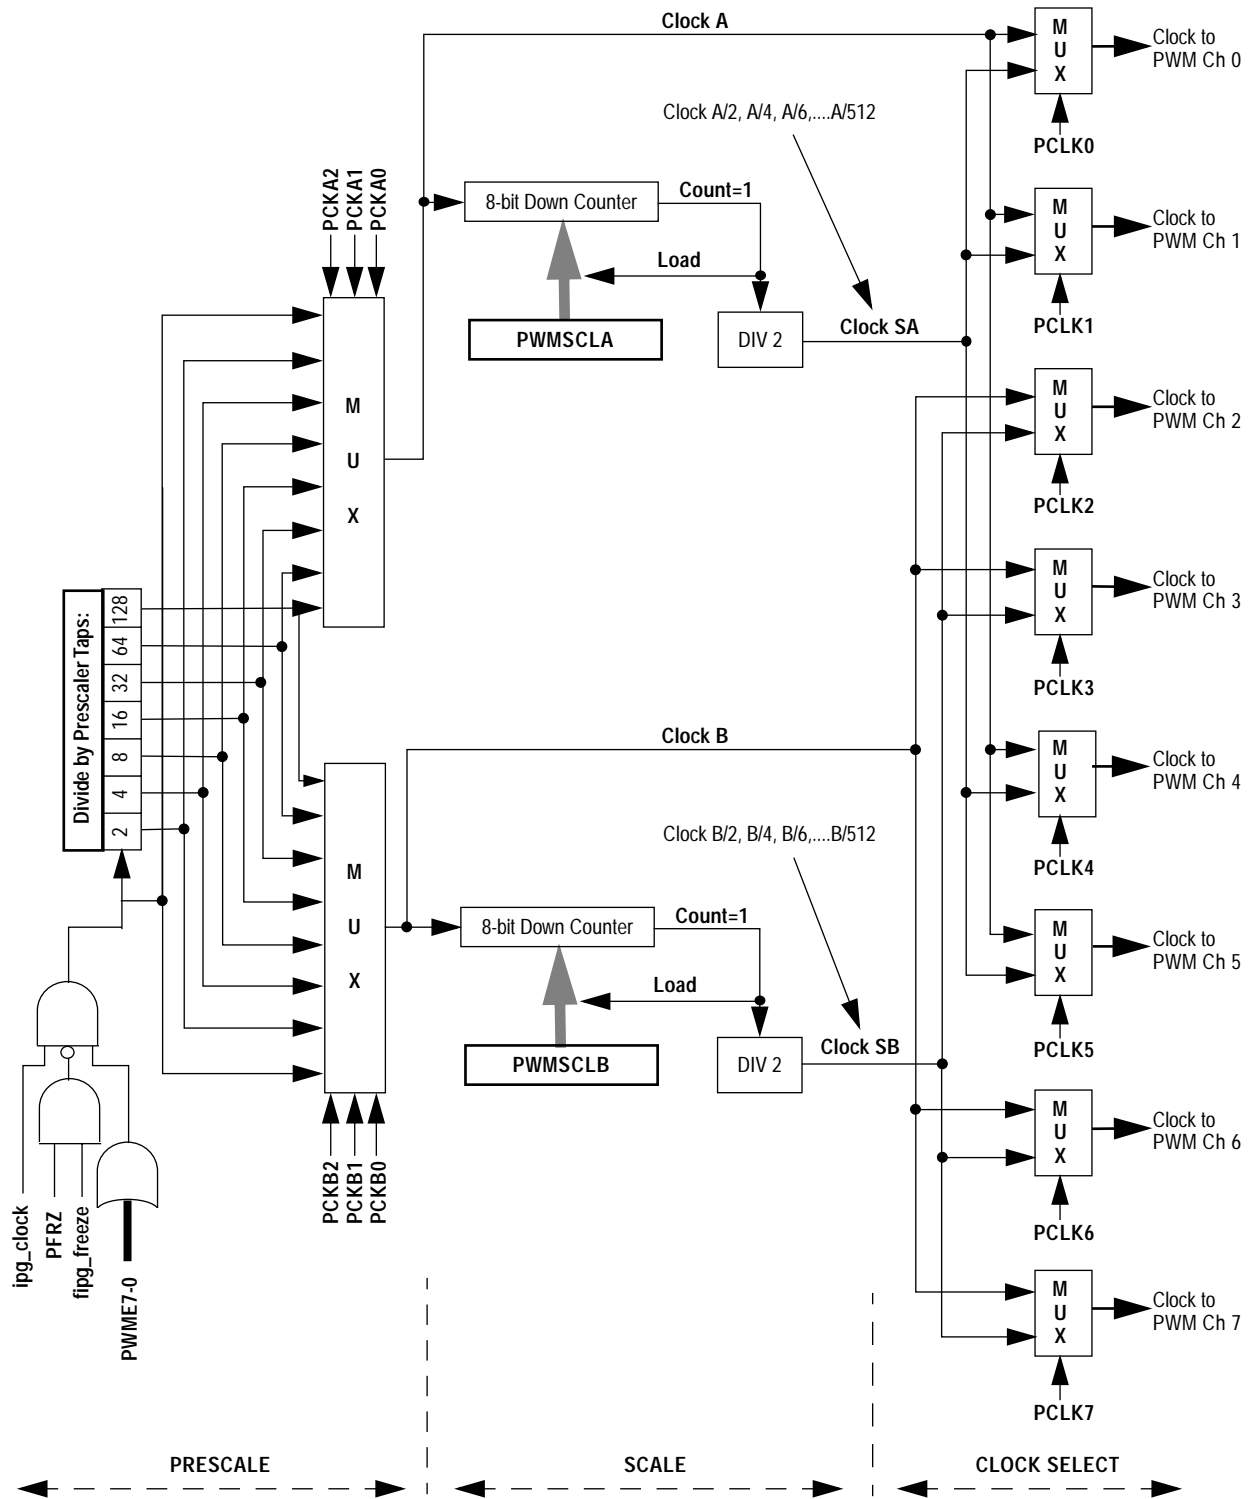 Clock A
M
U
X
Clock to
PWM Ch 0
PCLK0
Clock A/2, A/4, A/6,....A/512
PCKA2
PCKA1
PCKA0
8-bit Down Counter
Count=1
Load
PWMSCLA
DIV 2
Clock SA
M
U
X
Clock to
PWM Ch 1
PCLK1
M
U
X
M
U
X
Clock to
PWM Ch 2
PCLK2
M
U
X
Clock to
PWM Ch 3
PCLK3
Divide by Prescaler Taps:
128
64
32
16
8
4
2
Clock B
M
U
X
Clock to
PWM Ch 4
PCLK4
Clock B/2, B/4, B/6,....B/512
M
U
X
8-bit Down Counter
Count=1
Load
PWMSCLB
DIV 2
Clock SB
M
U
X
Clock to
PWM Ch 5
PCLK5
PCKB2
PCKB1
PCKB0
M
U
X
Clock to
PWM Ch 6
PCLK6
ipg_clock
PFRZ
fipg_freeze
PWME7-0
M
U
X
Clock to
PWM Ch 7
PCLK7
PRESCALE
SCALE
CLOCK SELECT